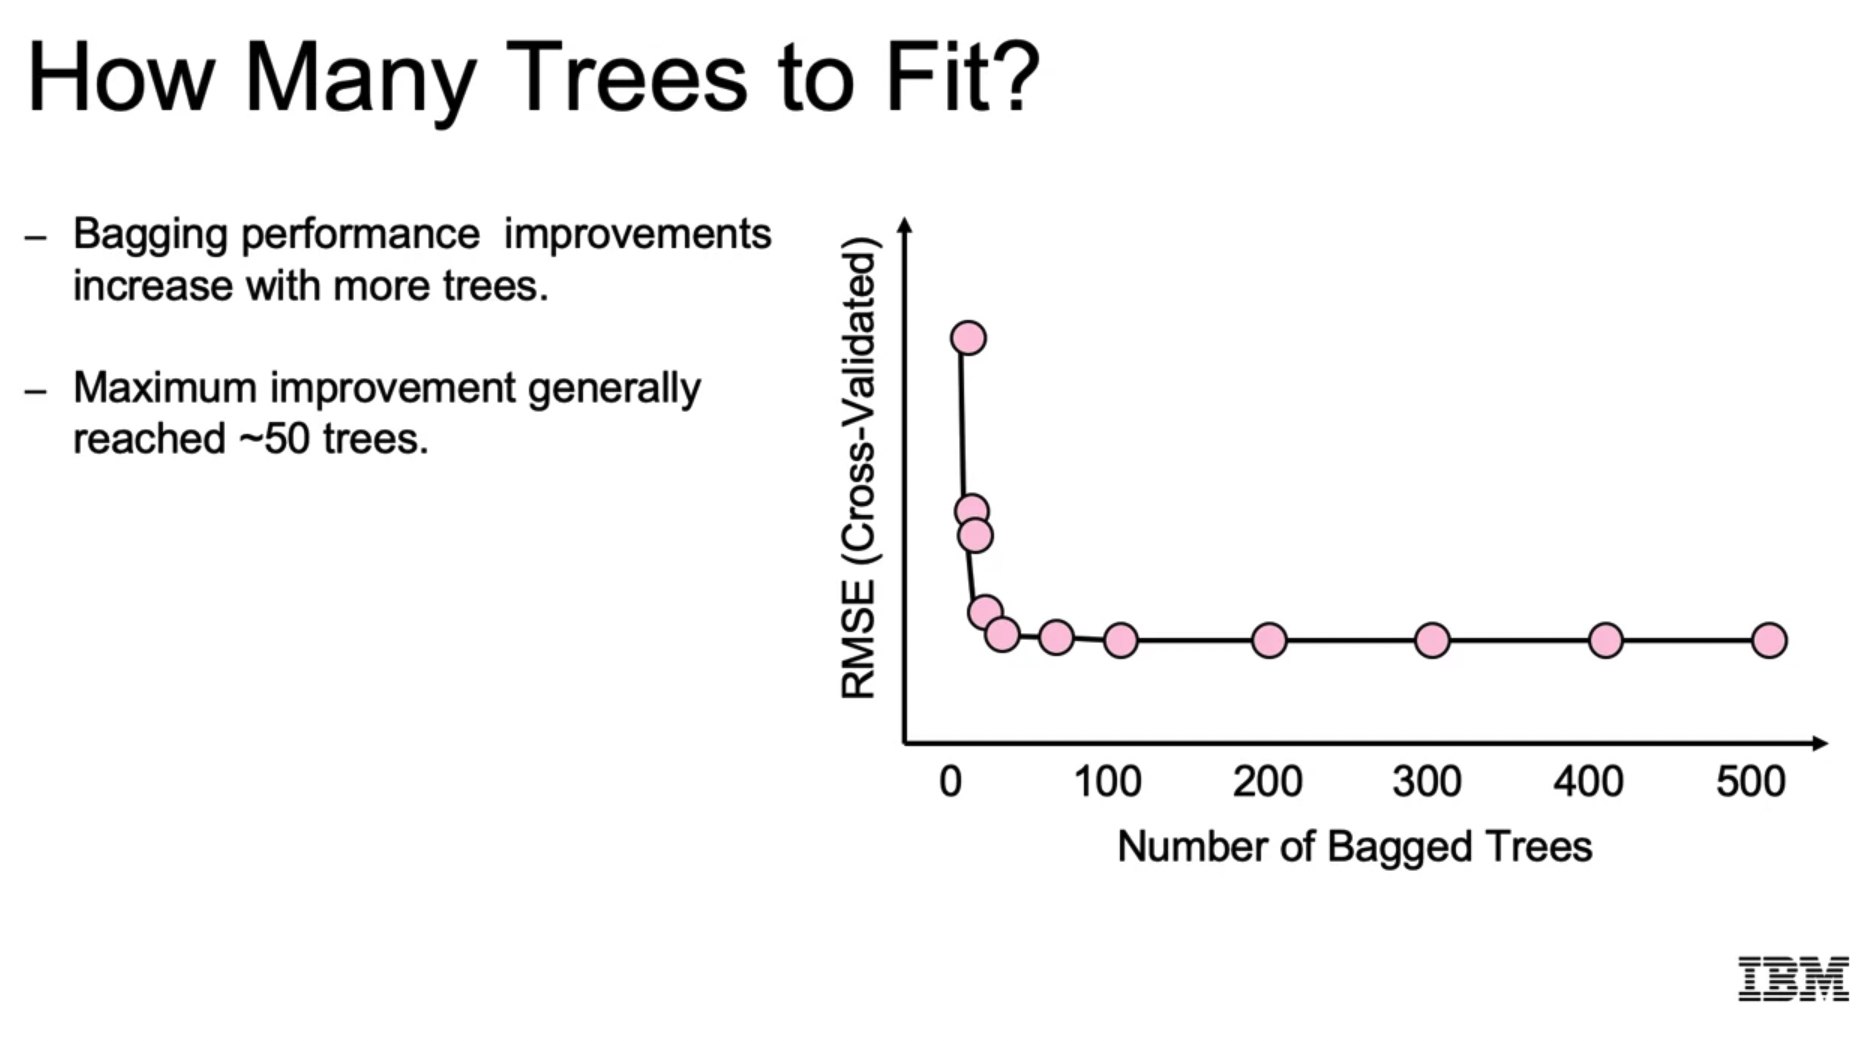 How Many Trees to Fit?
– Bagging performance improvements
increase with more trees.
– Maximum improvement generally
reached ~50 trees.
RMSE (Cross-Validated)
0 100 200 300 400 500
Number of Bagged Trees
IBM